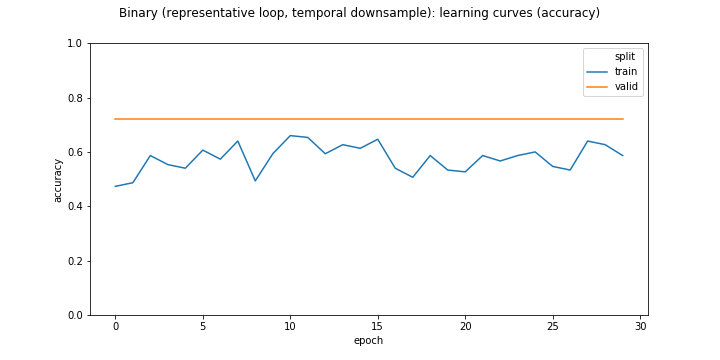 Binary (representative loop, temporal downsample): learning curves (accuracy)
1.0
0.8
0.6
0.4
0.2
0.0
accuracy
split
train
valid
0 5 10 15 20 25 30
epoch